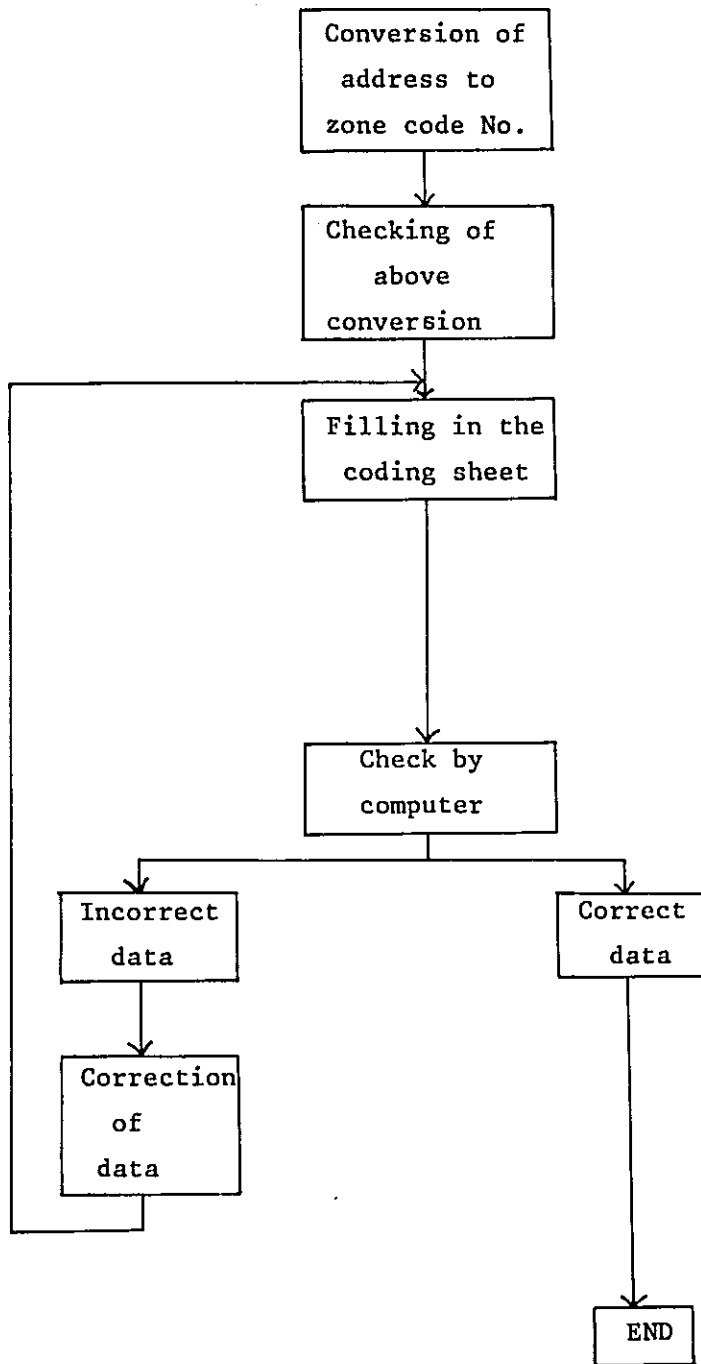 Conversion of
address to
zone code No.
Checking of
above
conversion
Filling in the
coding sheet
Check by
computer
Incorrect
data
Correct
data
Correction
of
data
END